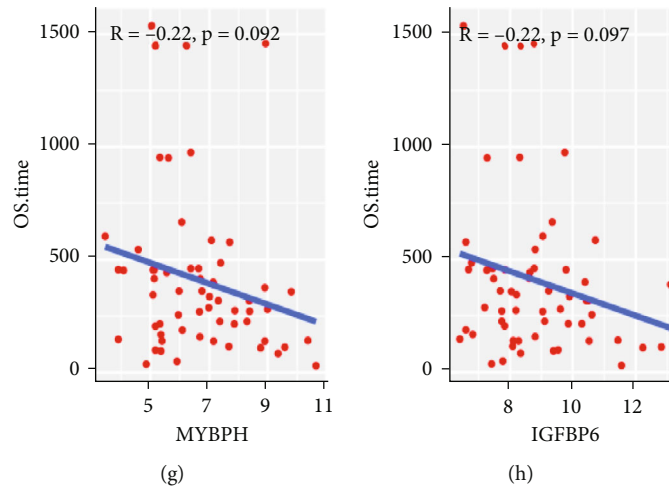 R = –0.22, p = 0.092
1500
1000
500
0
OS.time
5 7 9 11
MYBPH
(g)
R = –0.22, p = 0.097
1500
1000
500
0
OS.time
8 10 12
IGFBP6
(h)